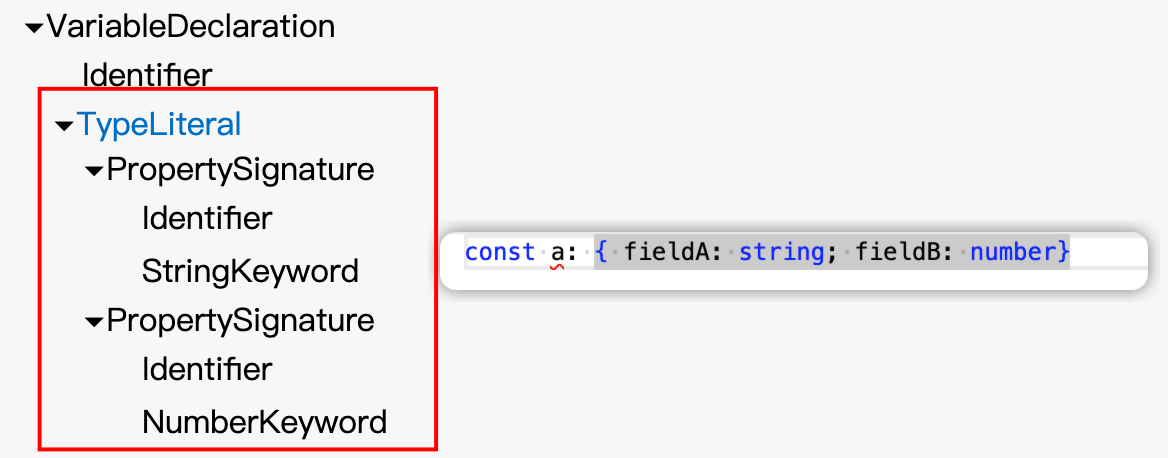 VariableDeclaration
Identifier
TypeLiteral
PropertySignature
Identifier
StringKeyword
const a: { fieldA: string; fieldB: number}
PropertySignature
Identifier
NumberKeyword